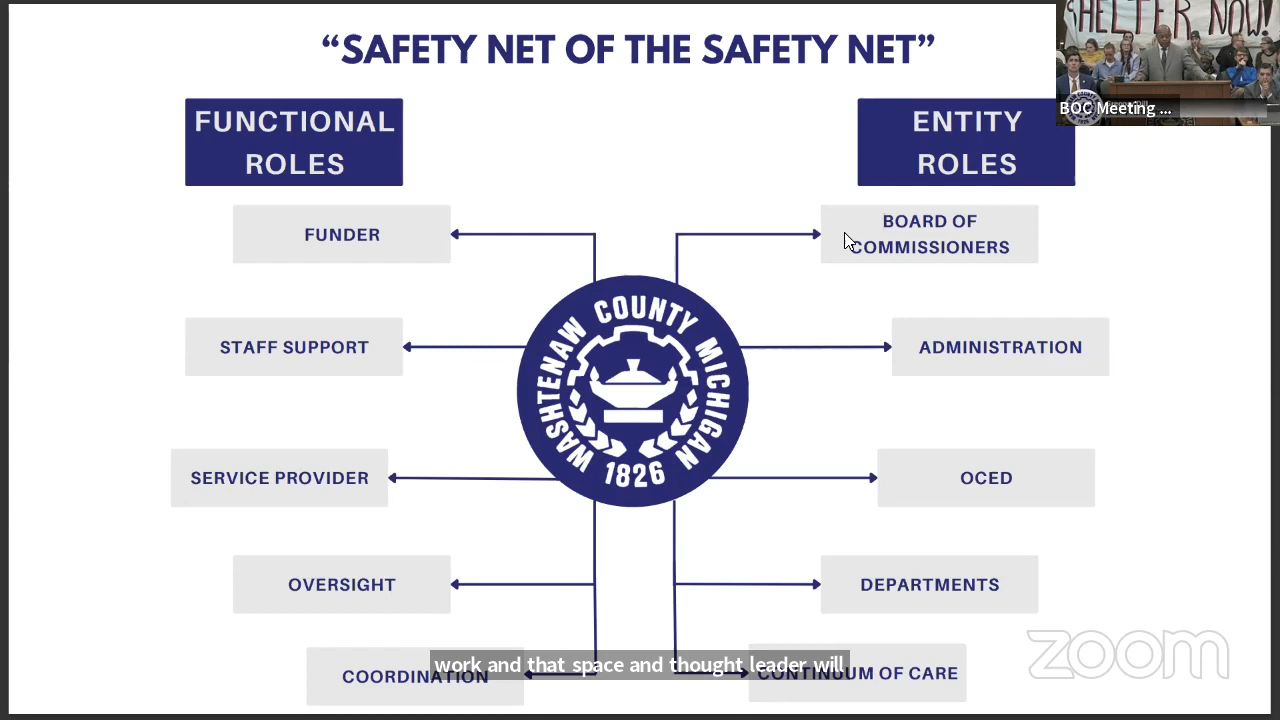 “SAFETY NET OF THE SAFETY NET”
SHELTER NOW!
BOC Meeting ...
FUNCTIONAL
ROLES
ENTITY
ROLES
FUNDER
BOARD OF
COMMISSIONERS
STAFF SUPPORT
WASHTENAW COUNTY MICHIGAN
1826
ADMINISTRATION
SERVICE PROVIDER
OCED
OVERSIGHT
DEPARTMENTS
COORDINATION
work and that space and thought leader will
CONTINUUM OF CARE
zoom